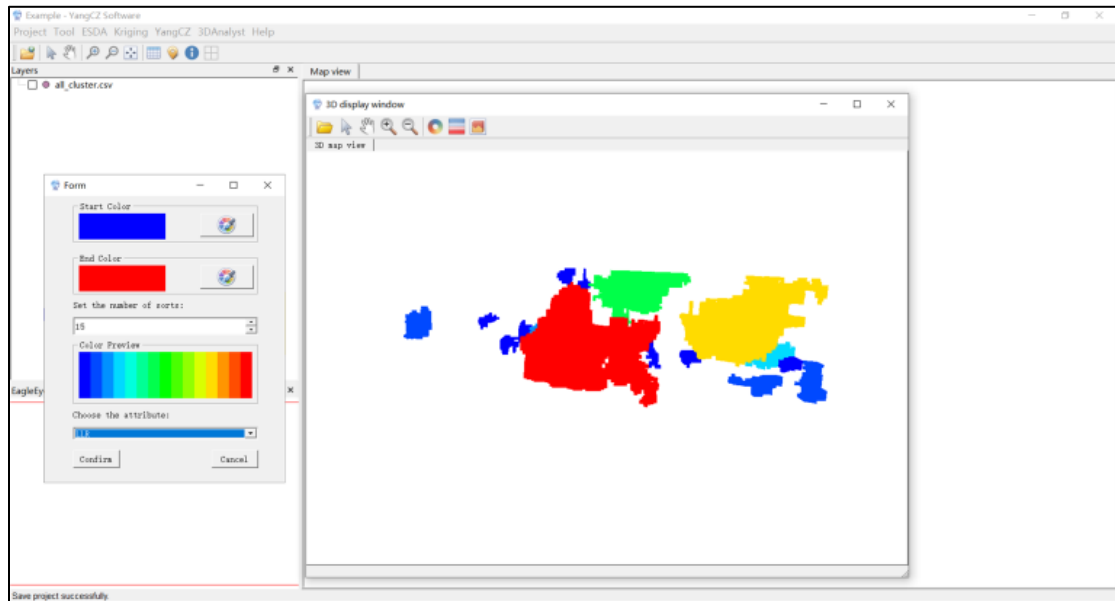 Example - YangCZ Software
Project Tool ESDA Kriging YangCZ 3DAnalyst Help
Layers
all_cluster.csv
Map view
3D display window
3D map view
Form
Start Color
End Color
Set the number of sorts:
15
Color Preview
Choose the attribute:
Confirm
Cancel
EagleEy
Save project successfully.